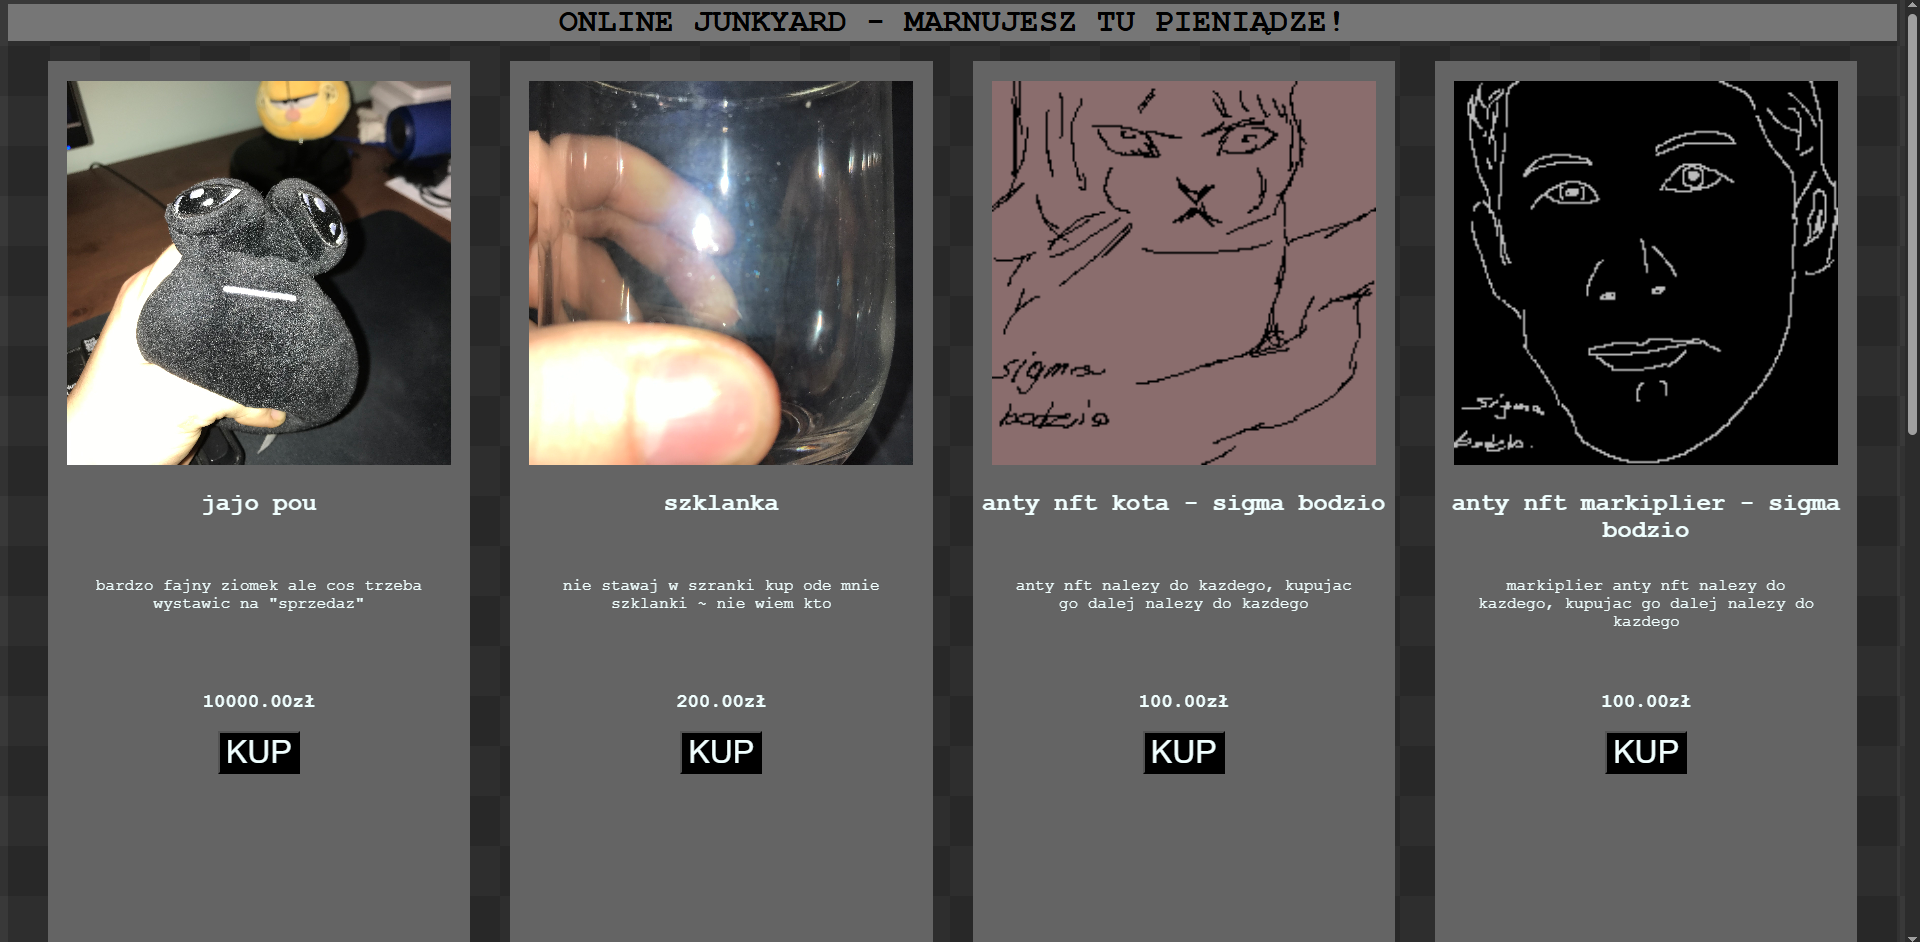 ONLINE JUNKYARD - MARNUJESZ TU PIENIĄDZE!
sigma
bodzio
sigma
bodzio.
jajo pou
bardzo fajny ziomek ale cos trzeba
wystawic na "sprzedaz"
10000.00zł
KUP
szklanka
nie stawaj w szranki kup ode mnie
szklanki ~ nie wiem kto
200.00zł
KUP
anty nft kota - sigma bodzio
anty nft nalezy do kazdego, kupujac
go dalej nalezy do kazdego
100.00zł
KUP
anty nft markiplier - sigma
bodzio
markiplier anty nft nalezy do
kazdego, kupujac go dalej nalezy do
kazdego
100.00zł
KUP